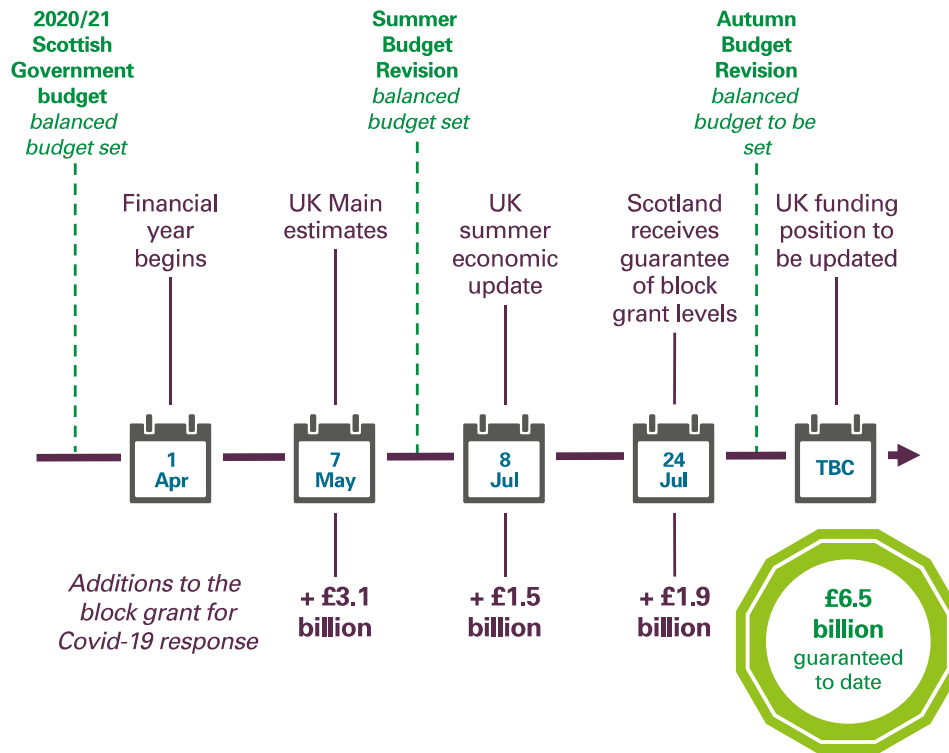 2020/21
Scottish
Government
budget
balanced
budget set
Summer
Budget
Revision
balanced
budget set
Autumn
Budget
Revision
balanced
budget to be
set
Financial
year
begins
UK Main
estimates
UK
summer
economic
update
Scotland
receives
guarantee
of block
grant levels
UK funding
position to
be updated
1
Apr
7
May
8
Jul
24
Jul
TBC
Additions to the
block grant for
Covid-19 response
+ £3.1
billion
+ £1.5
billion
+ £1.9
billion
£6.5
billion
guaranteed
to date